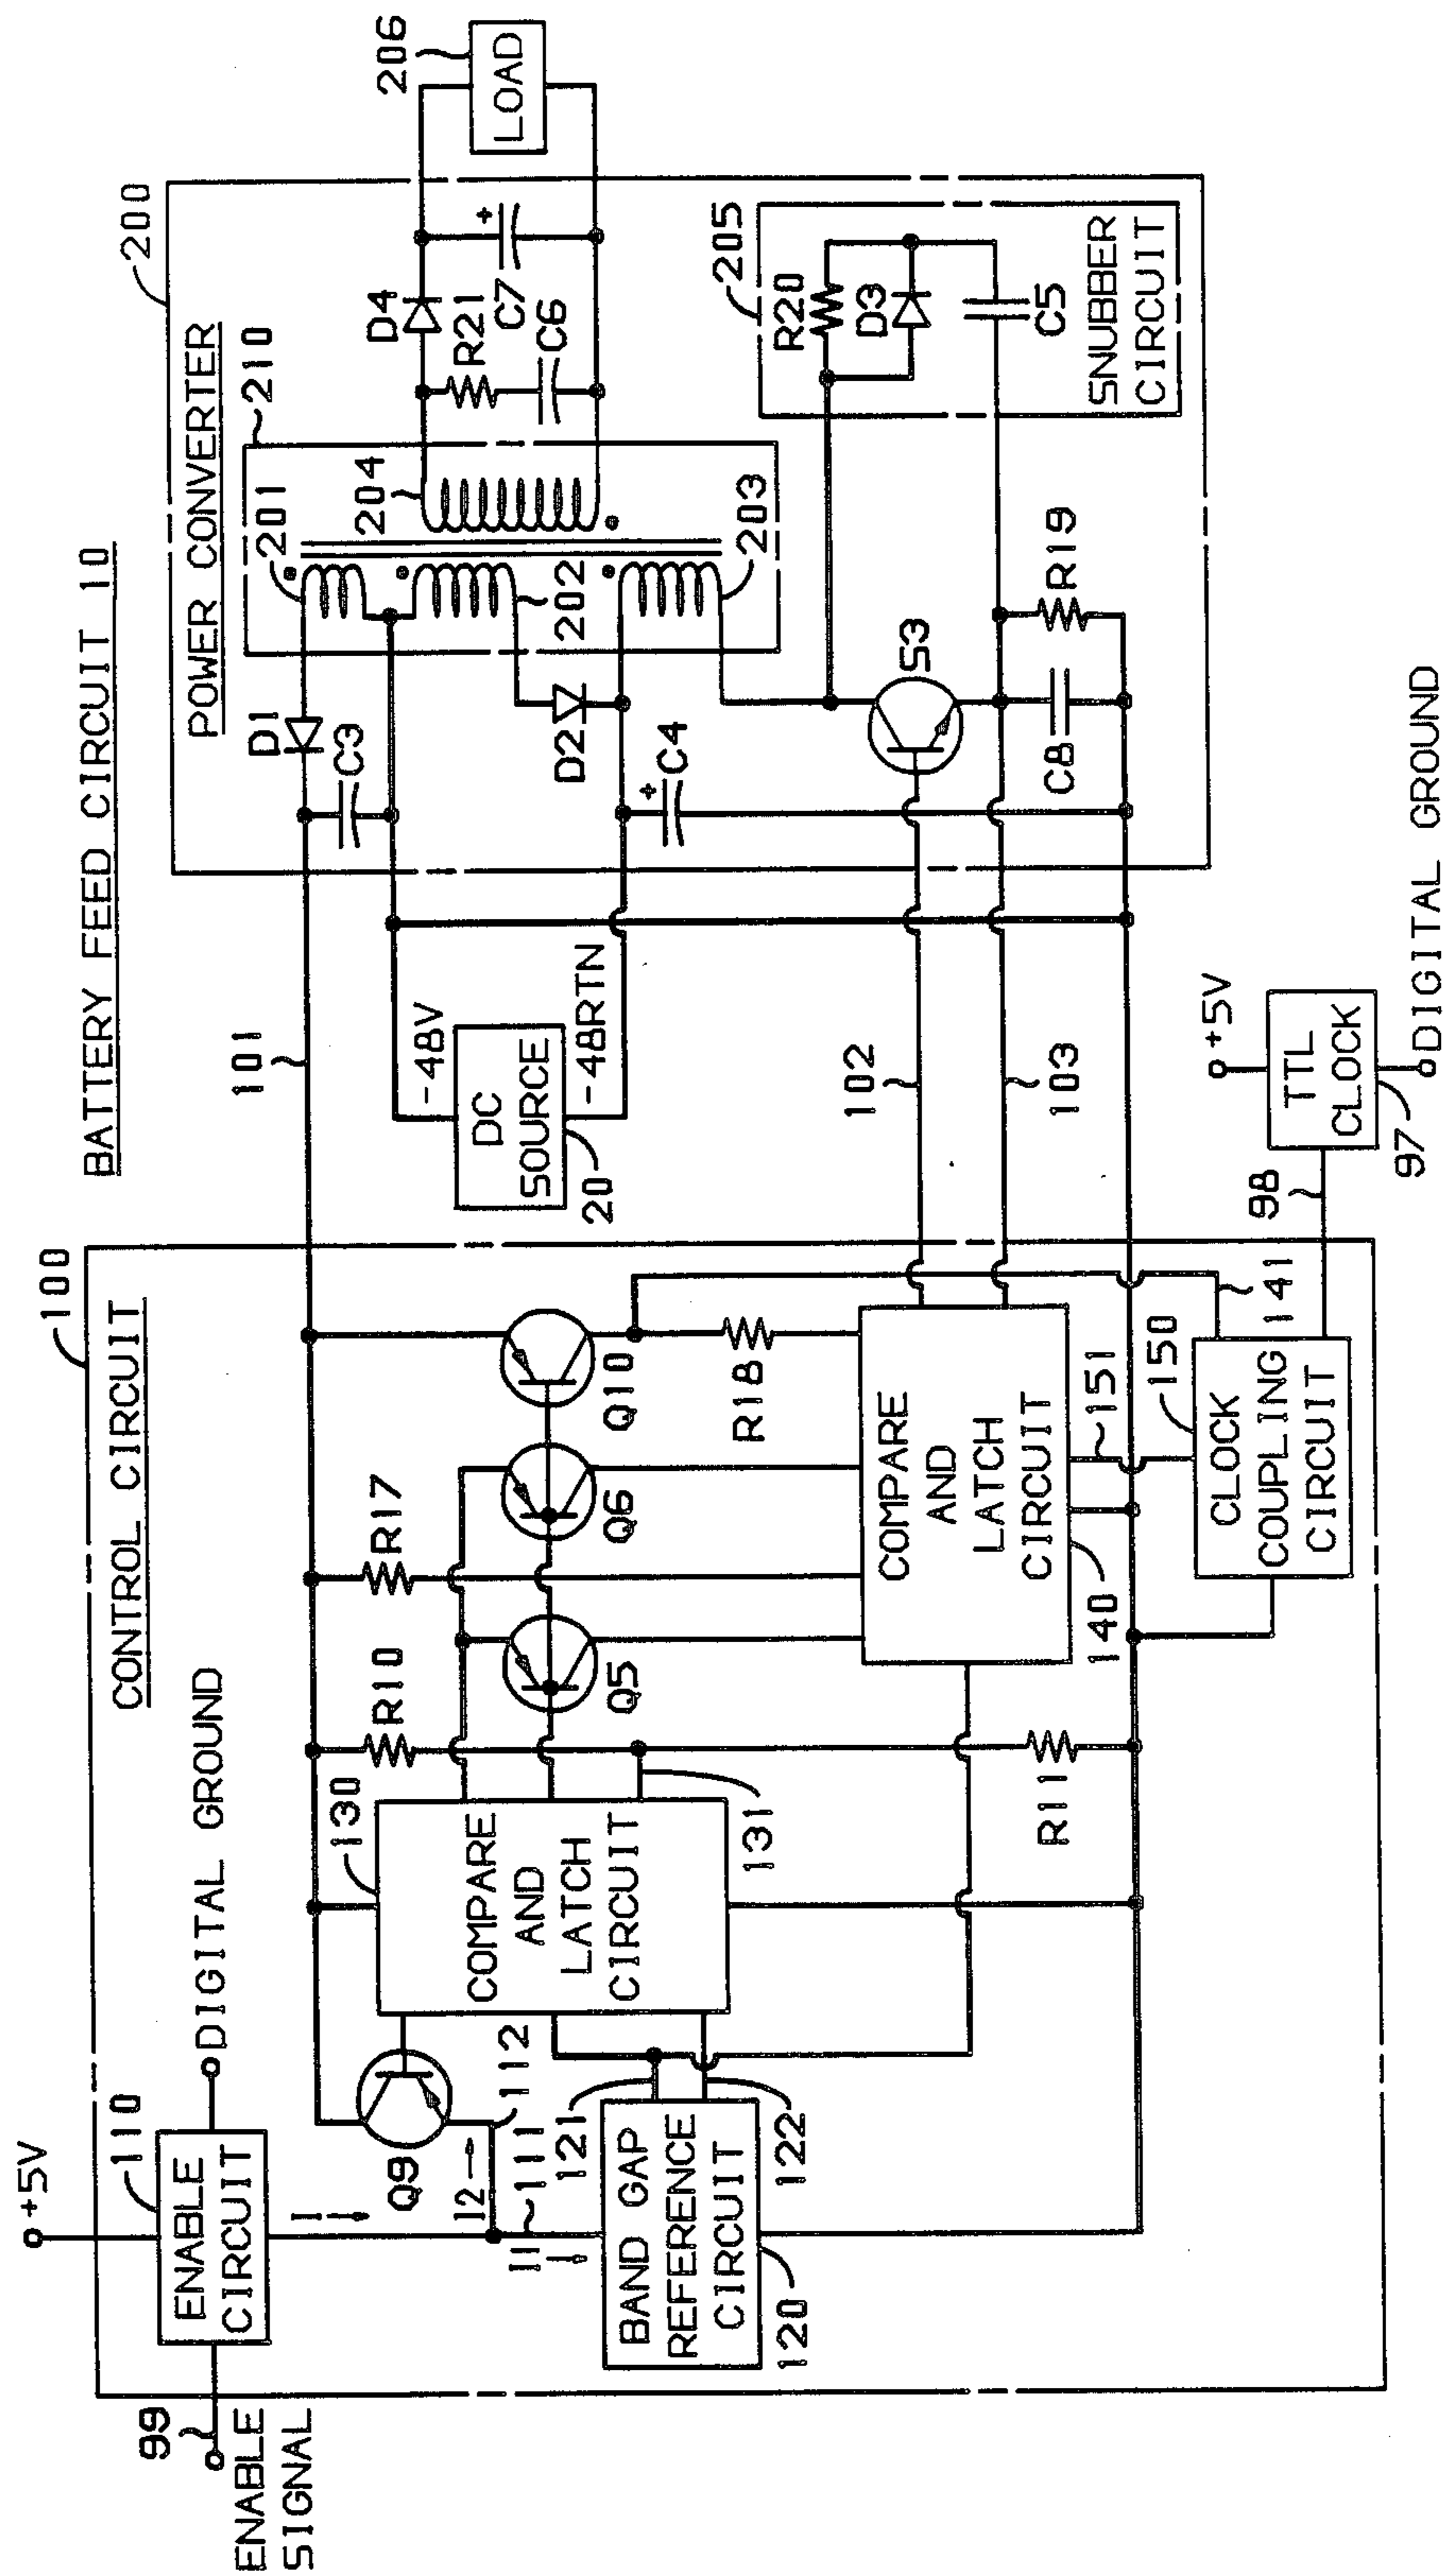 BATTERY FEED CIRCUIT 10
100
CONTROL CIRCUIT
+5V
110
ENABLE
CIRCUIT
DIGITAL GROUND
99
ENABLE
SIGNAL
I
Q9
I2
112
I1
111
121
122
BAND GAP
REFERENCE
CIRCUIT
120
130
COMPARE
AND
LATCH
CIRCUIT
131
R10
R17
R11
Q5
Q6
Q10
R18
COMPARE
AND
LATCH
CIRCUIT
140
151
150
141
CLOCK
COUPLING
CIRCUIT
98
+5V
TTL
CLOCK
97
DIGITAL GROUND
101
-48V
DC
SOURCE
20
-48RTN
102
103
200
POWER CONVERTER
210
D1
C3
201
204
202
203
D2
C4
+
D4
R21
C7
+
C6
206
LOAD
S3
C8
R19
205
R20
D3
C5
SNUBBER
CIRCUIT